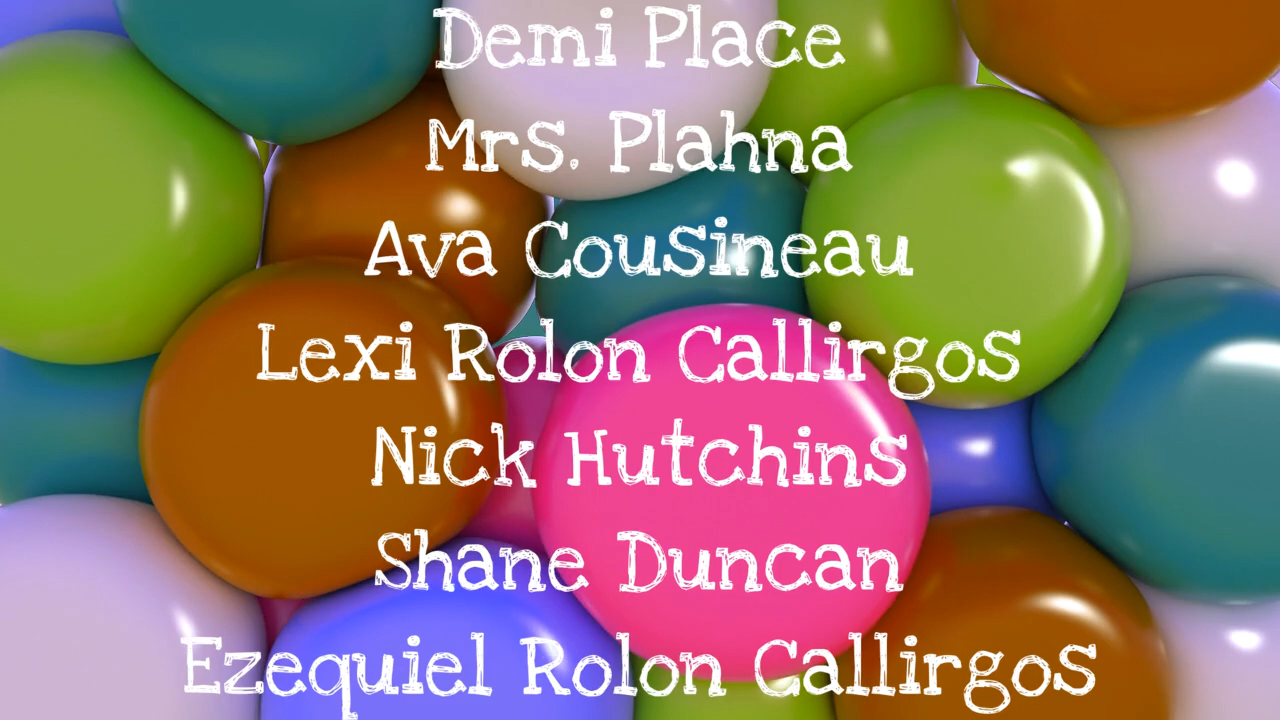 Demi Place
Mrs. Plahna
Ava Cousineau
Lexi Rolon Callirgos
Nick Hutchins
Shane Duncan
Ezequiel Rolon Callirgos